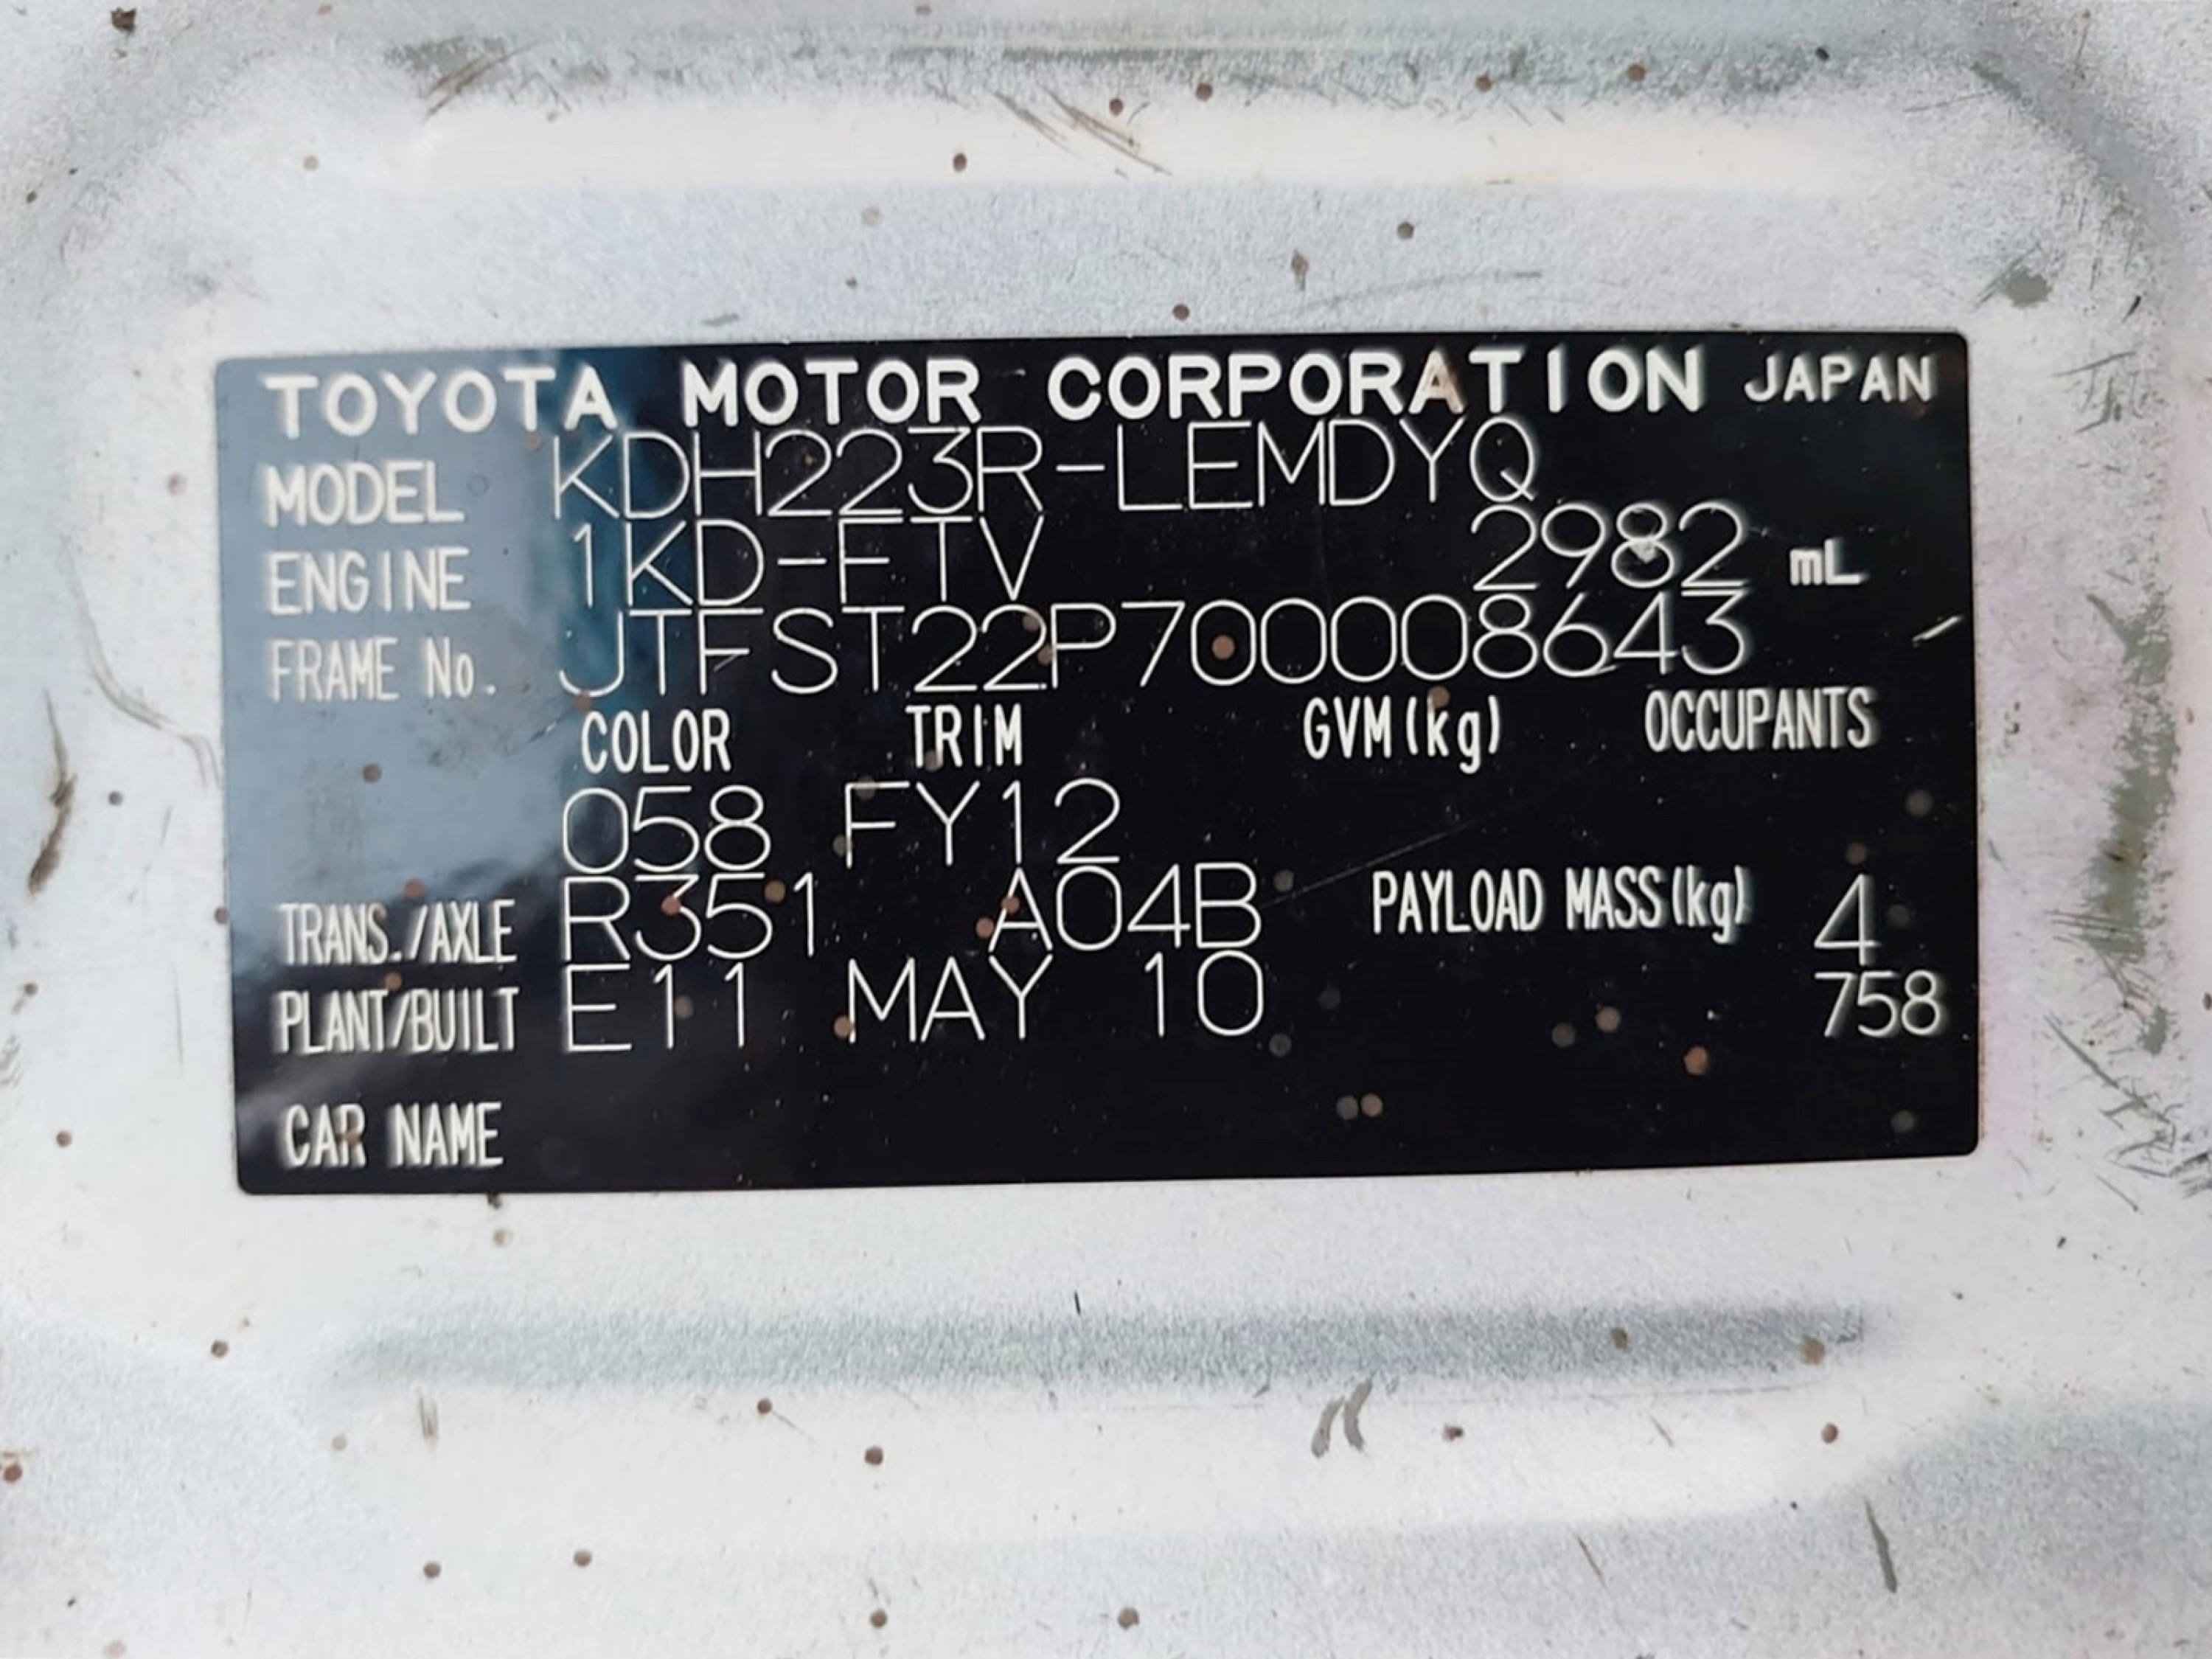 TOYOTA MOTOR CORPORATION JAPAN
MODEL KDH223R-LEMDYQ
ENGINE 1KD-FTV 2982 mL
FRAME No. JTFST22P700008643
COLOR TRIM GVM(kg) OCCUPANTS
058 FY12
TRANS./AXLE R351 A04B PAYLOAD MASS(kg) 4
PLANT/BUILT E11 MAY 10 758
CAR NAME